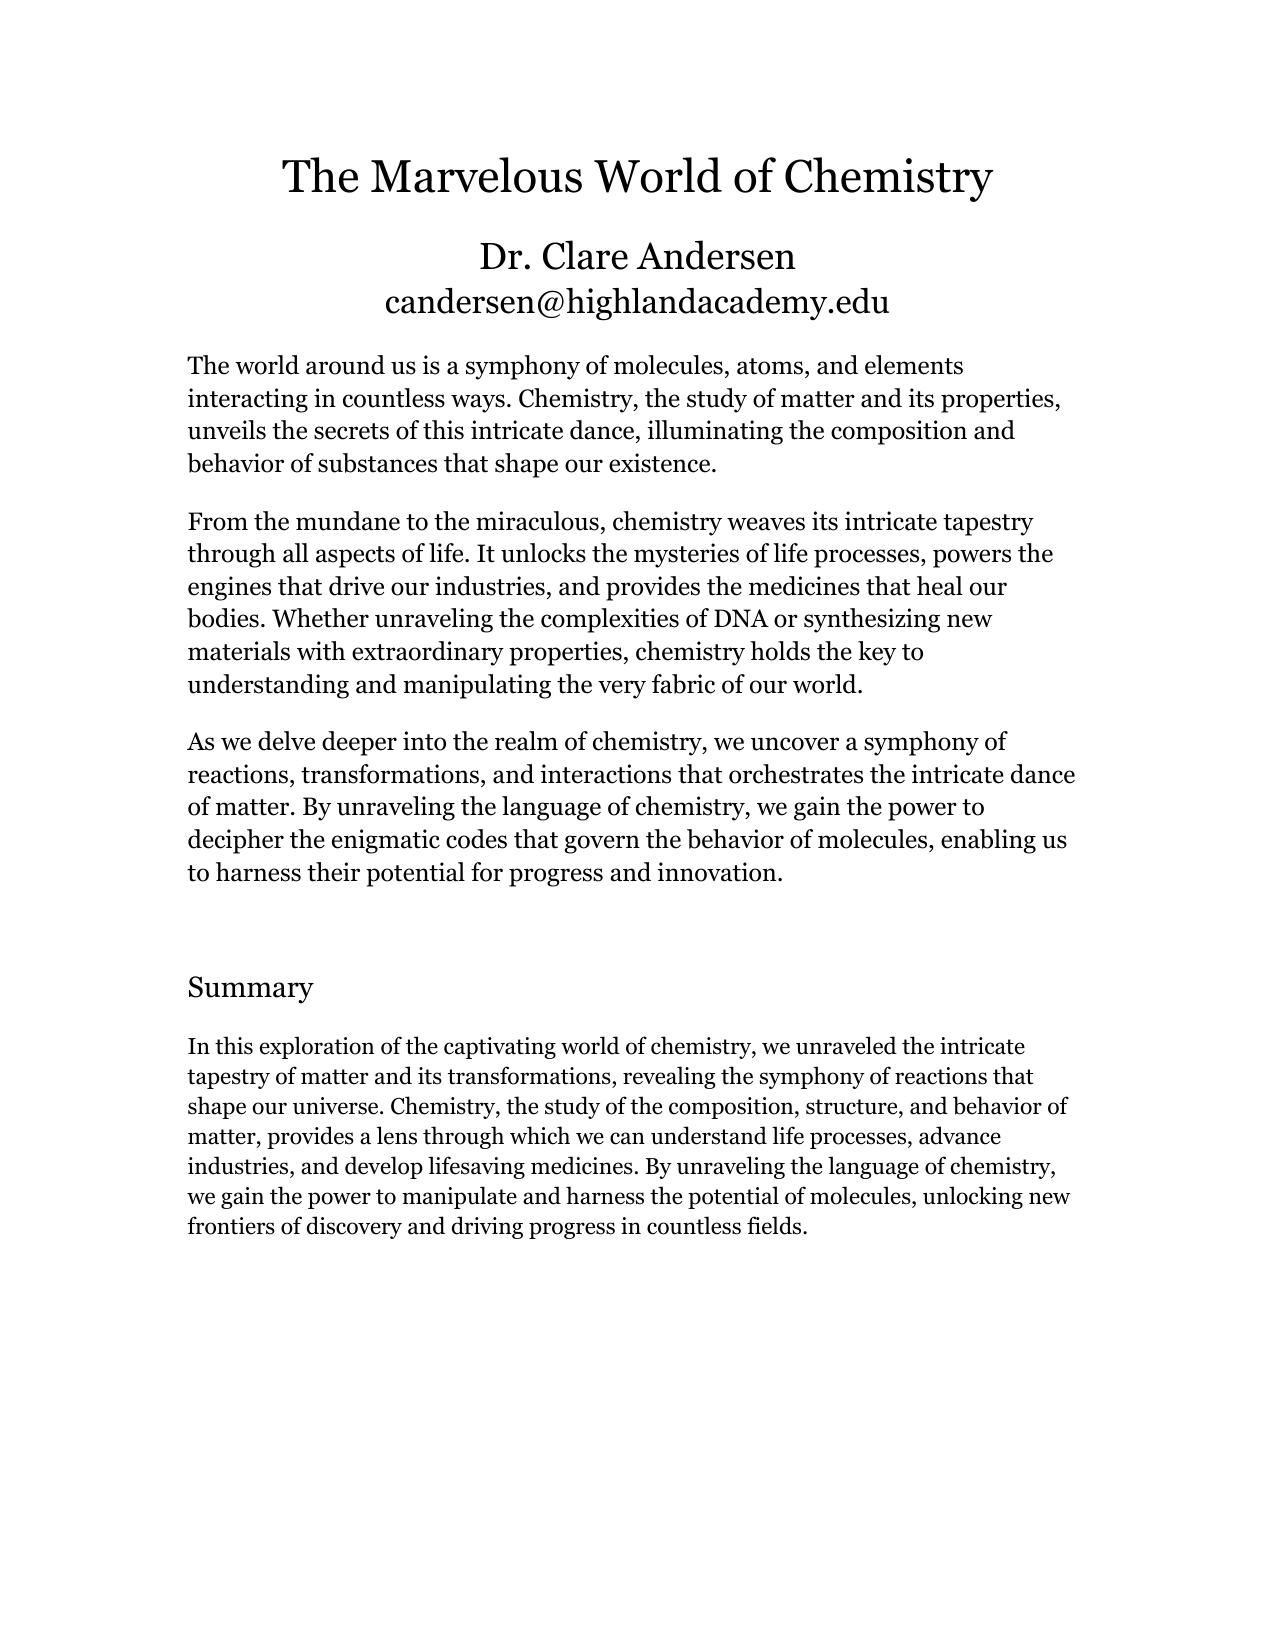 The Marvelous World of Chemistry
Dr. Clare Andersen
candersen@highlandacademy.edu
The world around us is a symphony of molecules, atoms, and elements
interacting in countless ways. Chemistry, the study of matter and its properties,
unveils the secrets of this intricate dance, illuminating the composition and
behavior of substances that shape our existence.
From the mundane to the miraculous, chemistry weaves its intricate tapestry
through all aspects of life. It unlocks the mysteries of life processes, powers the
engines that drive our industries, and provides the medicines that heal our
bodies. Whether unraveling the complexities of DNA or synthesizing new
materials with extraordinary properties, chemistry holds the key to
understanding and manipulating the very fabric of our world.
As we delve deeper into the realm of chemistry, we uncover a symphony of
reactions, transformations, and interactions that orchestrates the intricate dance
of matter. By unraveling the language of chemistry, we gain the power to
decipher the enigmatic codes that govern the behavior of molecules, enabling us
to harness their potential for progress and innovation.
Summary
In this exploration of the captivating world of chemistry, we unraveled the intricate
tapestry of matter and its transformations, revealing the symphony of reactions that
shape our universe. Chemistry, the study of the composition, structure, and behavior of
matter, provides a lens through which we can understand life processes, advance
industries, and develop lifesaving medicines. By unraveling the language of chemistry,
we gain the power to manipulate and harness the potential of molecules, unlocking new
frontiers of discovery and driving progress in countless fields.